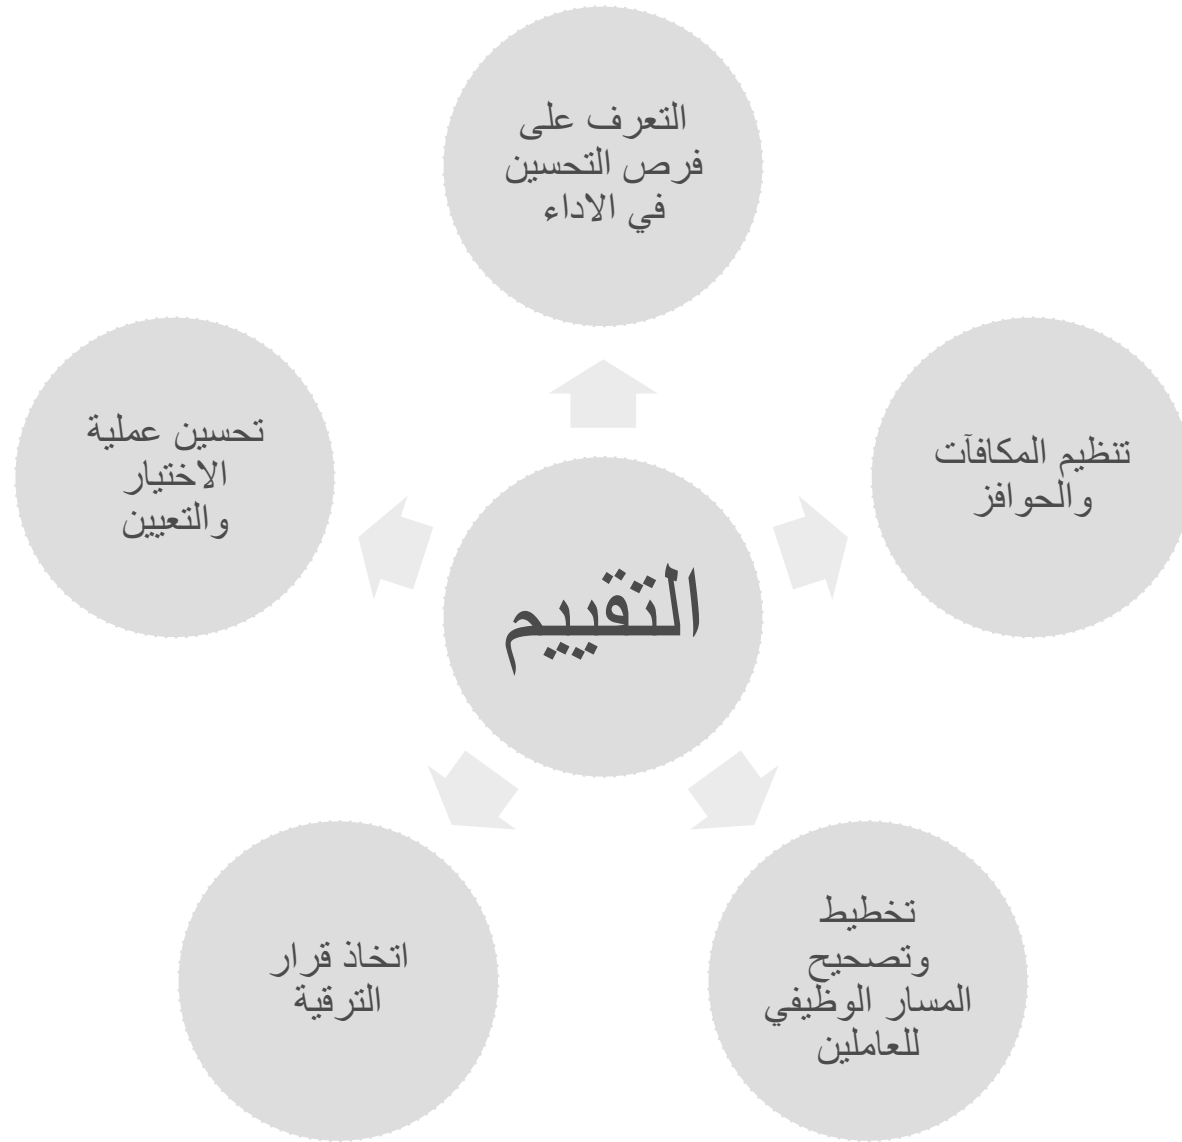 التعرف على
فرص التحسين
في الاداء
تنظيم المكافآت
والحوافز
تخطيط
وتصحيح
المسار الوظيفي
للعاملين
اتخاذ قرار
الترقية
تحسين عملية
الاختيار
والتعيين
التقييم